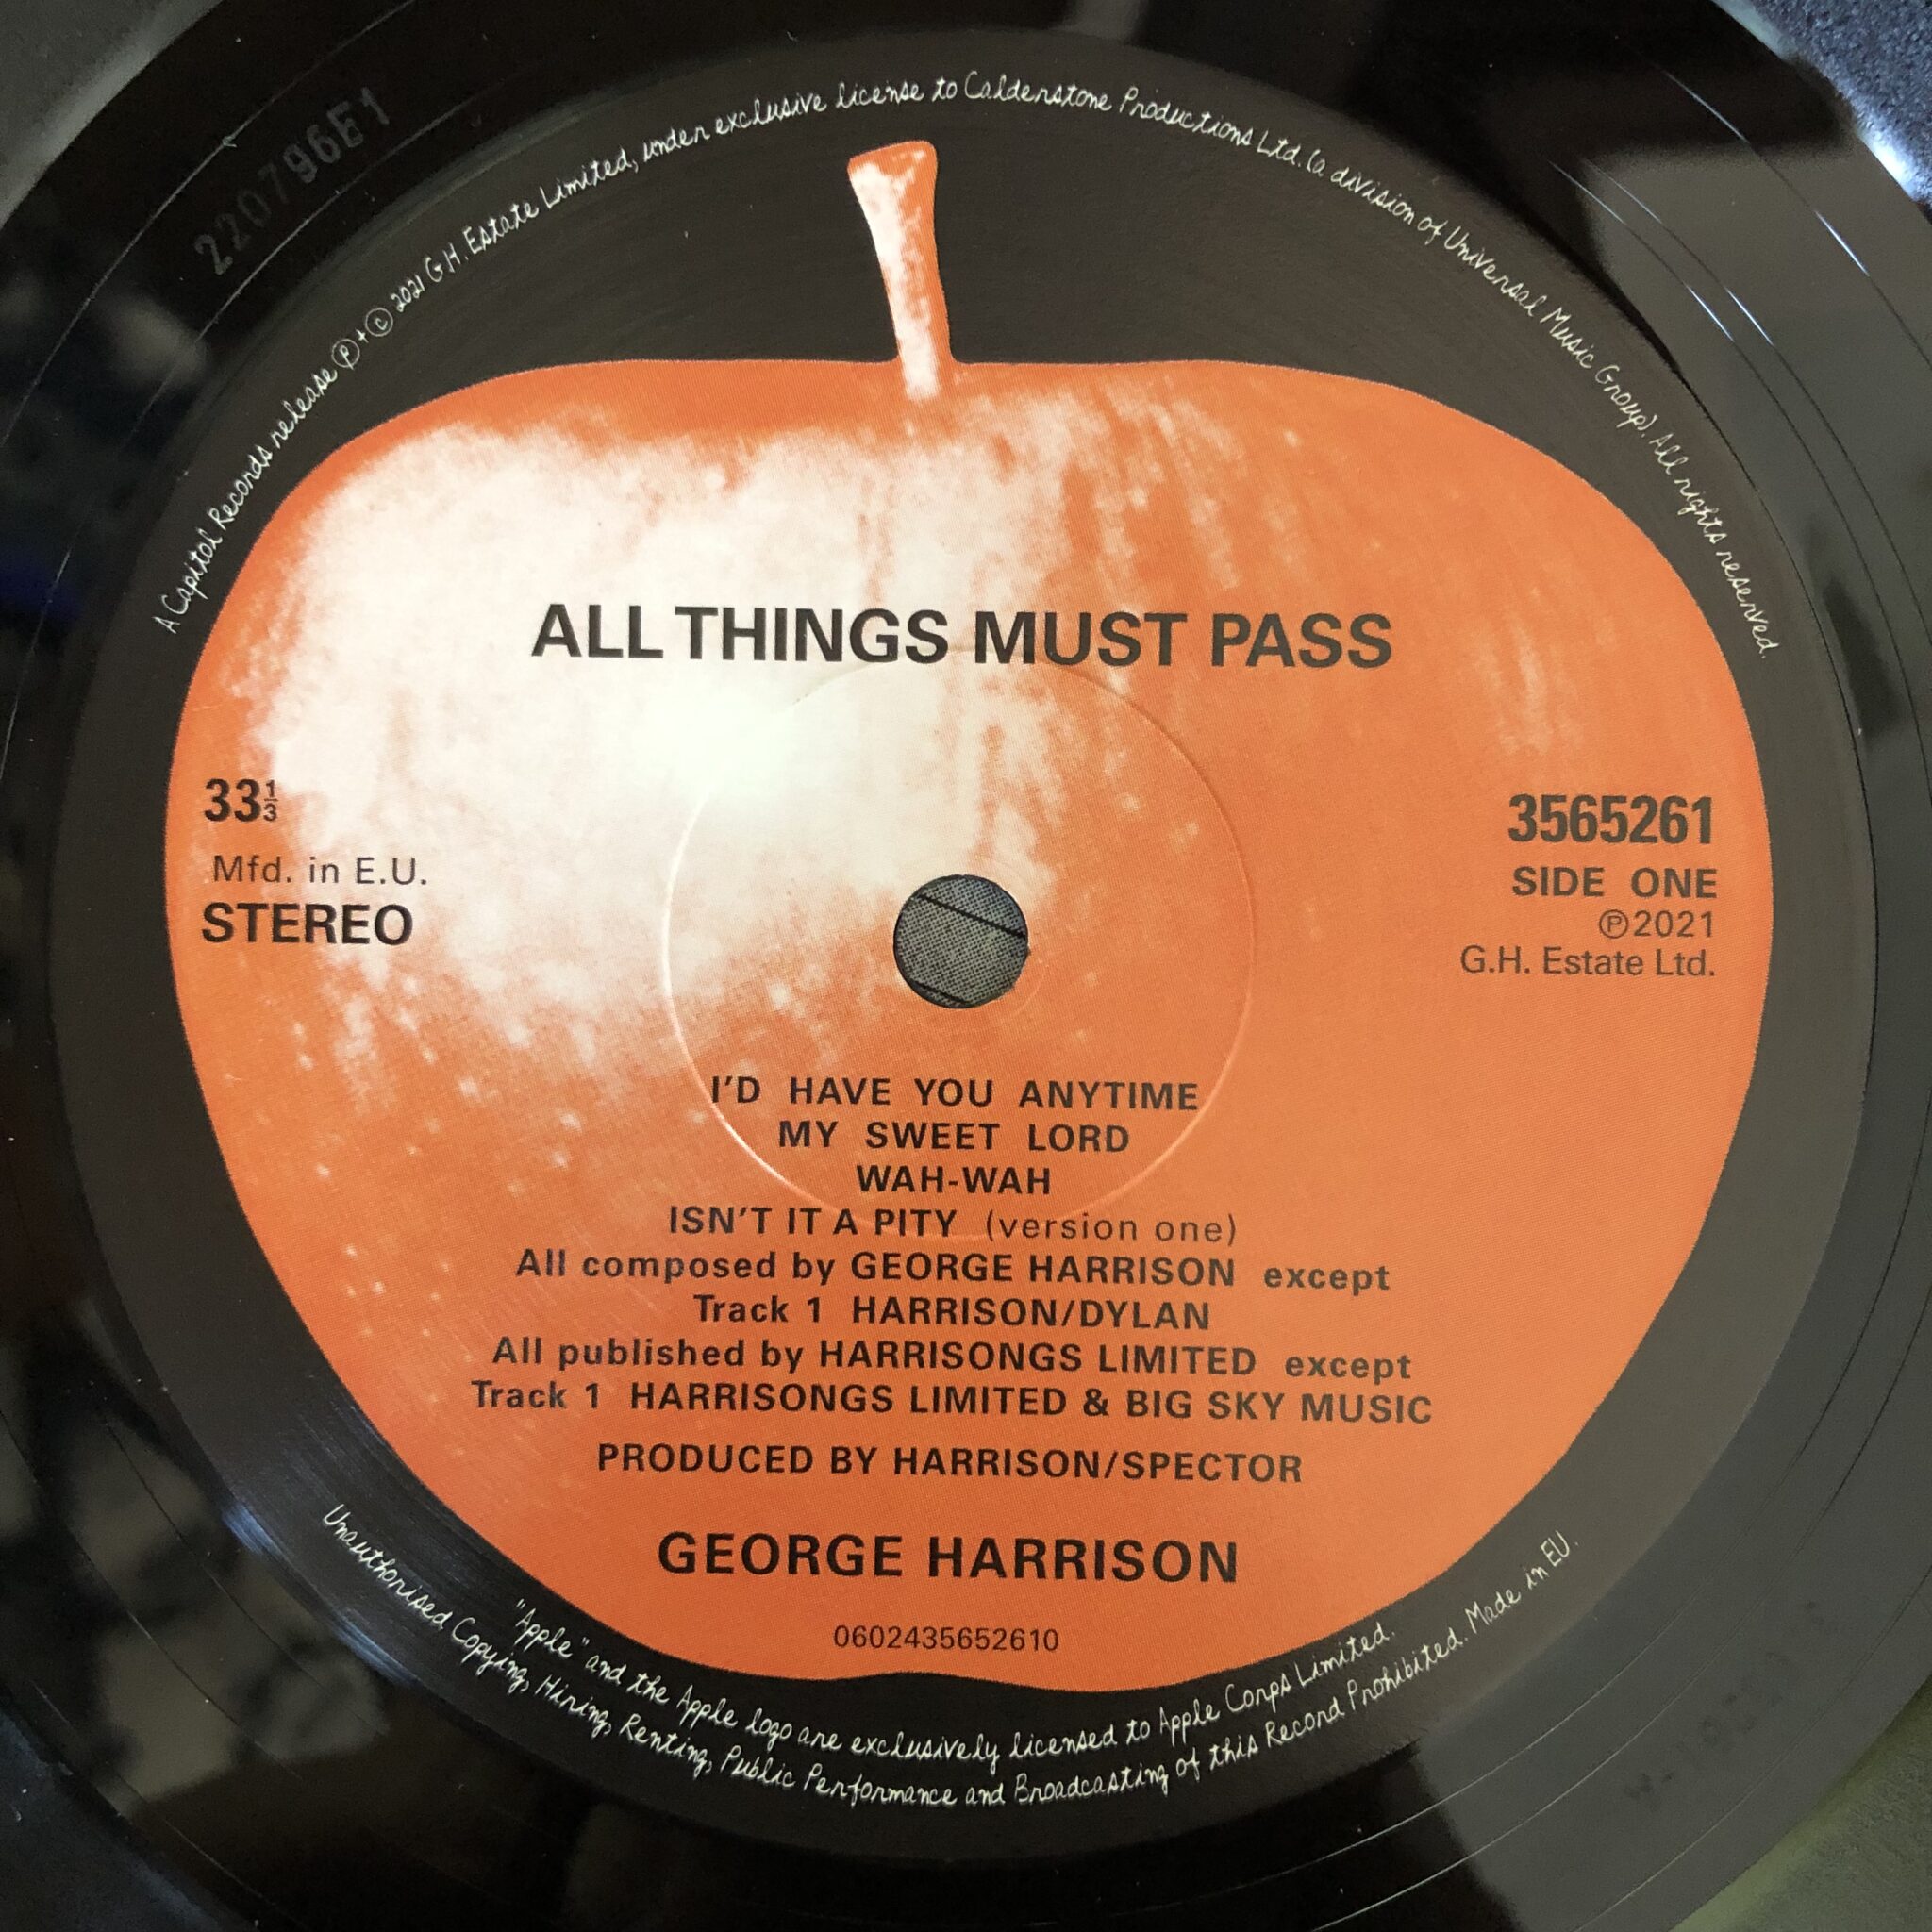 220796E1
A Capitol Records release ℗ + © 2021 G.H. Estate Limited, under exclusive license to Calderstone Productions Ltd. (a division of Universal Music Group). All rights reserved.
ALL THINGS MUST PASS
33⅓
Mfd. in E.U.
STEREO
3565261
SIDE ONE
℗2021
G.H. Estate Ltd.
I'D HAVE YOU ANYTIME
MY SWEET LORD
WAH-WAH
ISN'T IT A PITY (version one)
All composed by GEORGE HARRISON except
Track 1 HARRISON/DYLAN
All published by HARRISONGS LIMITED except
Track 1 HARRISONGS LIMITED & BIG SKY MUSIC
PRODUCED BY HARRISON/SPECTOR
GEORGE HARRISON
0602435652610
"Apple" and the Apple logo are exclusively licensed to Apple Corps Limited.
Unauthorised Copying, Hiring, Renting, Public Performance and Broadcasting of this Record Prohibited. Made in EU.